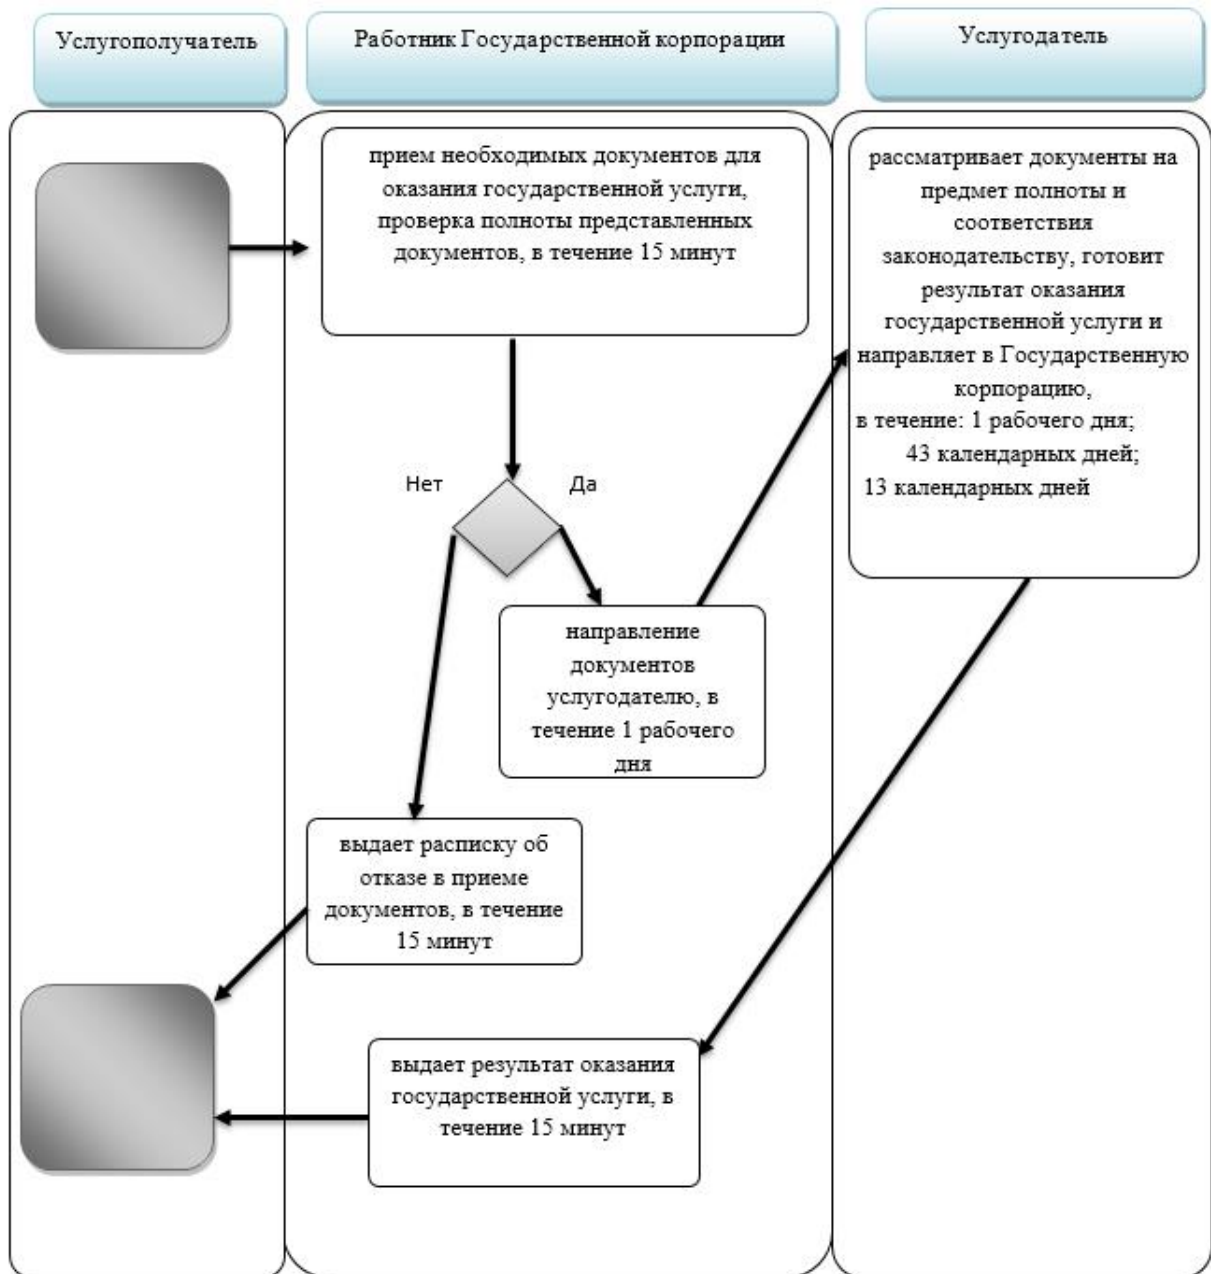 Услугополучатель
Работник Государственной корпорации
Услугодатель
прием необходимых документов для
оказания государственной услуги,
проверка полноты представленных
документов, в течение 15 минут
рассматривает документы на
предмет полноты и
соответствия
законодательству, готовит
результат оказания
государственной услуги и
направляет в Государственную
корпорацию,
в течение: 1 рабочего дня;
43 календарных дней;
13 календарных дней
Нет
Да
направление
документов
услугодателю, в
течение 1 рабочего
дня
выдает расписку об
отказе в приеме
документов, в течение
15 минут
выдает результат оказания
государственной услуги, в
течение 15 минут